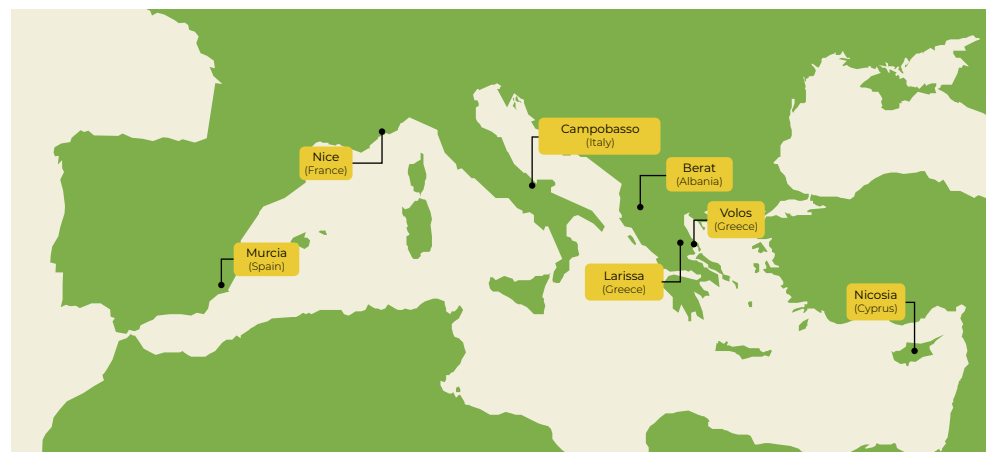 Campobasso
(Italy)
Nice
(France)
Berat
(Albania)
Volos
(Greece)
Murcia
(Spain)
Larissa
(Greece)
Nicosia
(Cyprus)